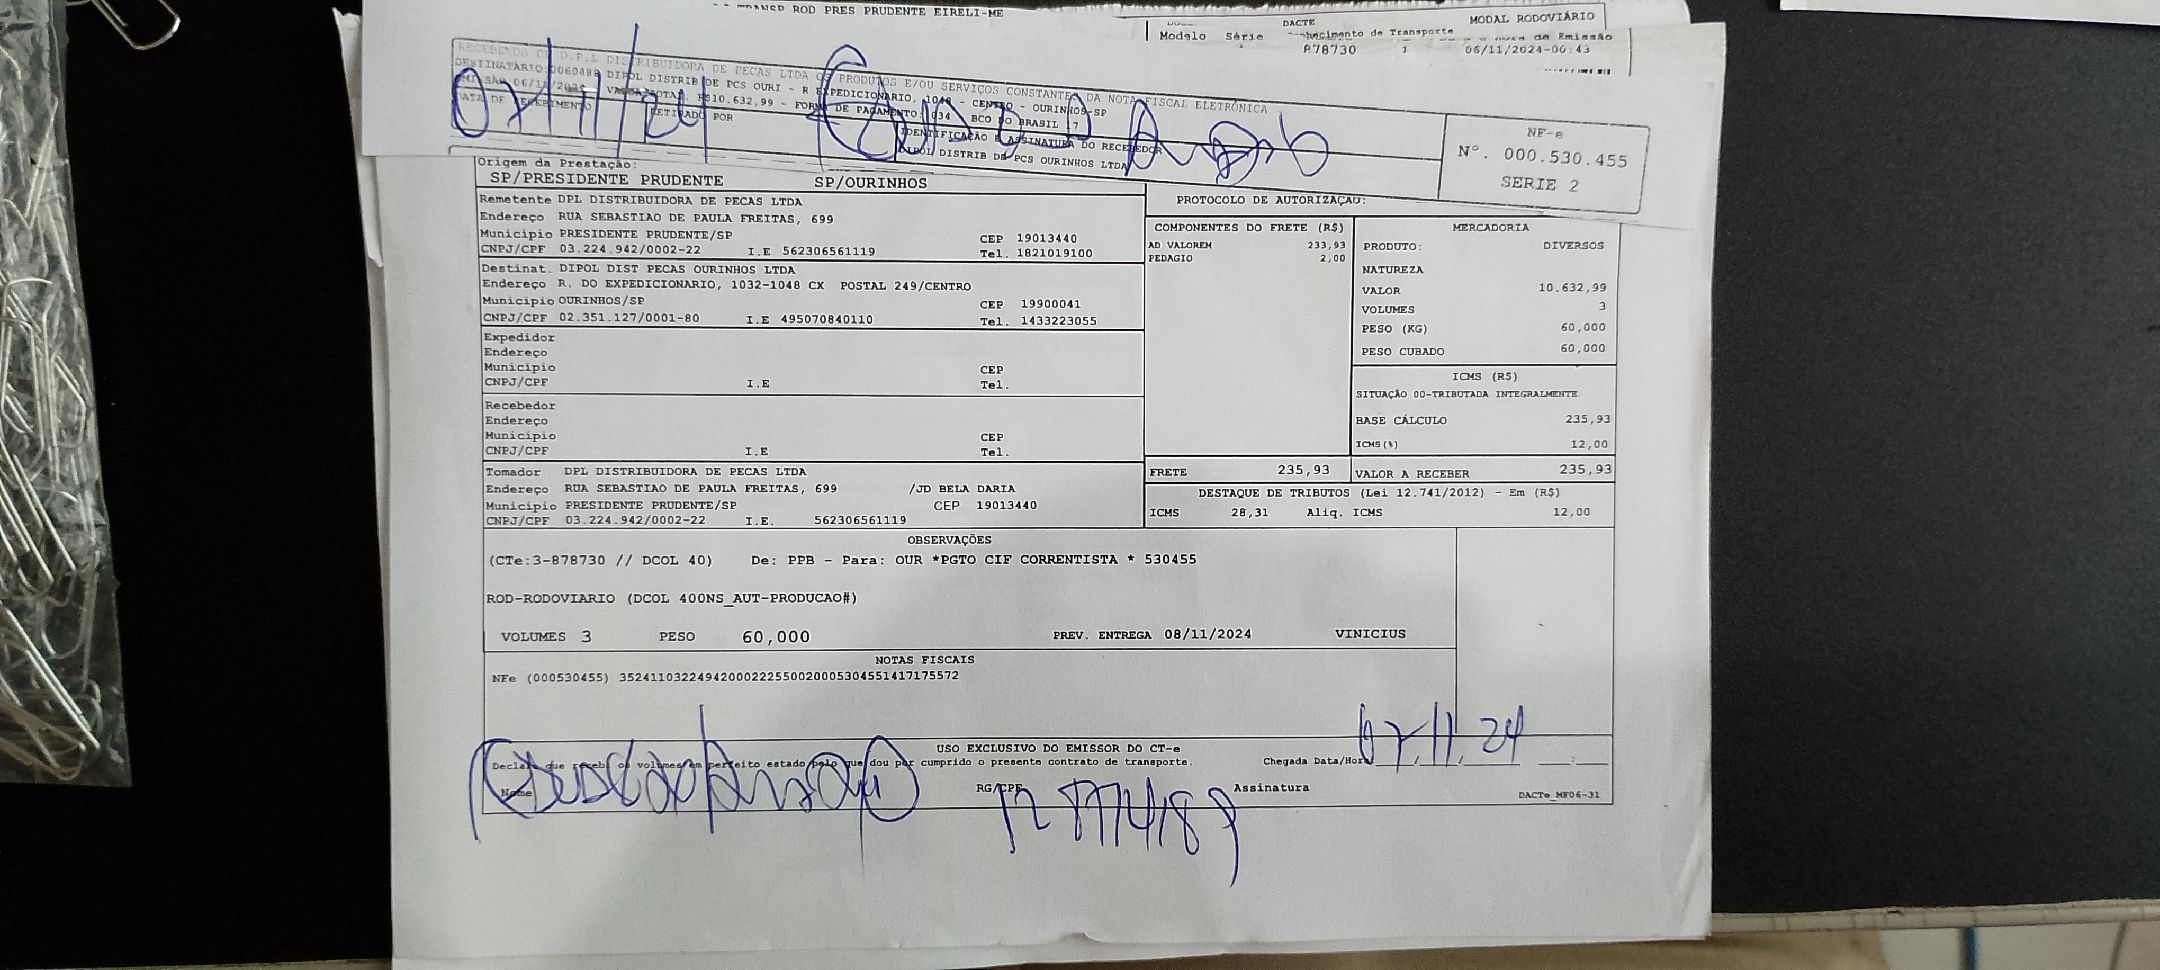 ROD PRES PRUDENTE EIRELI-ME
DACTE
MODAL RODOVIÁRIO
Modelo Série
de Transporte
de Emissão
878730 1 06/11/2024-00:43
RECEBEMOS DE D.P.L DISTRIBUIDORA DE PECAS LTDA OS PRODUTOS E/OU SERVIÇOS CONSTANTES DA NOTA FISCAL ELETRÔNICA
DESTINATARIO: DIPOL DISTRIB DE PCS OURI - R EXPEDICIONARIO, 1048 - CENTRO - OURINHOS-SP
R$10.632,99 - FORMA DE PAGAMENTO: 034 BCO DO BRASIL 17
DATA DE RECEBIMENTO
RETIRADO POR
IDENTIFICAÇÃO E ASSINATURA DO RECEBEDOR
DIPOL DISTRIB DE PCS OURINHOS LTDA
07/11/24
NF-e
Nº. 000.530.455
SERIE 2
Origem da Prestação:
SP/PRESIDENTE PRUDENTE SP/OURINHOS
PROTOCOLO DE AUTORIZAÇÃO:
Remetente DPL DISTRIBUIDORA DE PECAS LTDA
Endereço RUA SEBASTIAO DE PAULA FREITAS, 699
Municipio PRESIDENTE PRUDENTE/SP CEP 19013440
CNPJ/CPF 03.224.942/0002-22 I.E 562306561119 Tel. 1821019100
Destinat. DIPOL DIST PECAS OURINHOS LTDA
Endereço R. DO EXPEDICIONARIO, 1032-1048 CX POSTAL 249/CENTRO
Municipio OURINHOS/SP CEP 19900041
CNPJ/CPF 02.351.127/0001-80 I.E 495070840110 Tel. 1433223055
Expedidor
Endereço
Municipio CEP
CNPJ/CPF I.E Tel.
Recebedor
Endereço
Municipio CEP
CNPJ/CPF I.E Tel.
Tomador DPL DISTRIBUIDORA DE PECAS LTDA
Endereço RUA SEBASTIAO DE PAULA FREITAS, 699 /JD BELA DARIA
Municipio PRESIDENTE PRUDENTE/SP CEP 19013440
CNPJ/CPF 03.224.942/0002-22 I.E. 562306561119
COMPONENTES DO FRETE (R$)
AD VALOREM 233,93
PEDAGIO 2,00
MERCADORIA
PRODUTO: DIVERSOS
NATUREZA
VALOR 10.632,99
VOLUMES 3
PESO (KG) 60,000
PESO CUBADO 60,000
ICMS (R$)
SITUAÇÃO 00-TRIBUTADA INTEGRALMENTE
BASE CÁLCULO 235,93
ICMS(%) 12,00
FRETE 235,93 VALOR A RECEBER 235,93
DESTAQUE DE TRIBUTOS (Lei 12.741/2012) - Em (R$)
ICMS 28,31 Aliq. ICMS 12,00
OBSERVAÇÕES
(CTe:3-878730 // DCOL 40) De: PPB - Para: OUR *PGTO CIF CORRENTISTA * 530455
ROD-RODOVIARIO (DCOL 400NS_AUT-PRODUCAO#)
VOLUMES 3 PESO 60,000 PREV. ENTREGA 08/11/2024 VINICIUS
NOTAS FISCAIS
NFe (000530455) 35241103224942000222550020005304551417175572
USO EXCLUSIVO DO EMISSOR DO CT-e
Declaro que recebi os volumes em perfeito estado pelo que dou por cumprido o presente contrato de transporte.
Chegada Data/Hora 07.11.24
Nome RG/CPF Assinatura
DACTe_MF06-31